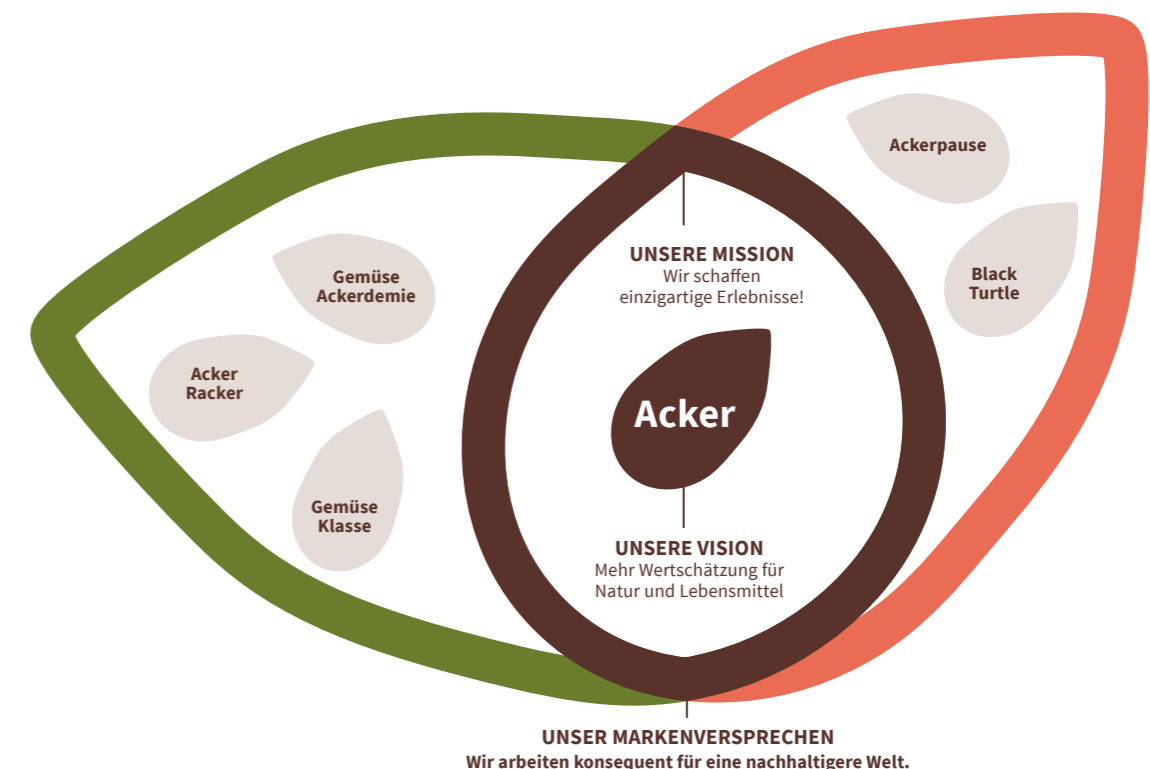 Ackerpause
Black
Turtle
UNSERE MISSION
Wir schaffen
einzigartige Erlebnisse!
Gemüse
Ackerdemie
Acker
Racker
Gemüse
Klasse
Acker
UNSERE VISION
Mehr Wertschätzung für
Natur und Lebensmittel
UNSER MARKENVERSPRECHEN
Wir arbeiten konsequent für eine nachhaltigere Welt.